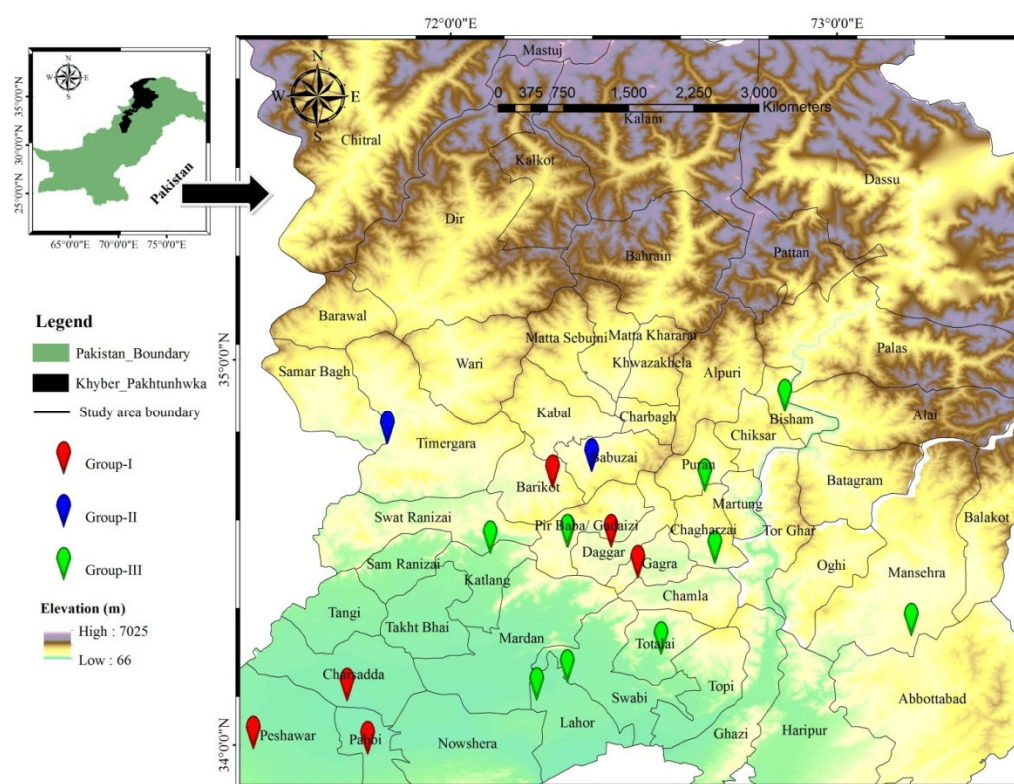 72°0'0"E
73°0'0"E
35°0'0"N
34°0'0"N
N
W
E
S
35°0'0"N
30°0'0"N
25°0'0"N
65°0'0"E
70°0'0"E
75°0'0"E
Pakistan
N
W
E
S
0 375 750 1,500 2,250 3,000
Kilometers
Mastuj
Chitral
Kalam
Kalkot
Dassu
Dir
Bahrain
Pattan
Barawal
Matta Sebujni
Matta Khararai
Samar Bagh
Wari
Khwazakhela
Alpuri
Palas
Kabal
Charbagh
Bisham
Alai
Timergara
Babuzai
Chiksar
Barikot
Puran
Batagram
Martung
Swat Ranizai
Pir Baba/ Gadaizi
Chagharzai
Tor Ghar
Balakot
Sam Ranizai
Katlang
Daggar
Gagra
Oghi
Mansehra
Tangi
Takht Bhai
Chamla
Mardan
Totalai
Charsadda
Swabi
Topi
Abbottabad
Peshawar
Pabbi
Nowshera
Lahor
Ghazi
Haripur
Legend
Pakistan_Boundary
Khyber_Pakhtunhwka
Study area boundary
Group-I
Group-II
Group-III
Elevation (m)
High : 7025
Low : 66